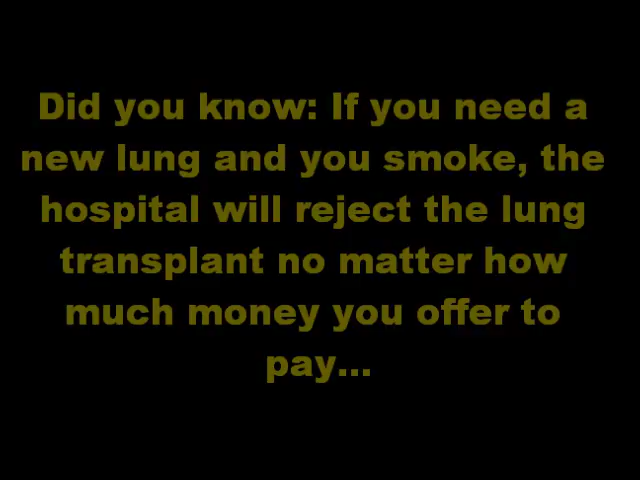 Did you know: If you need a
new lung and you smoke, the
hospital will reject the lung
transplant no matter how
much money you offer to
pay...